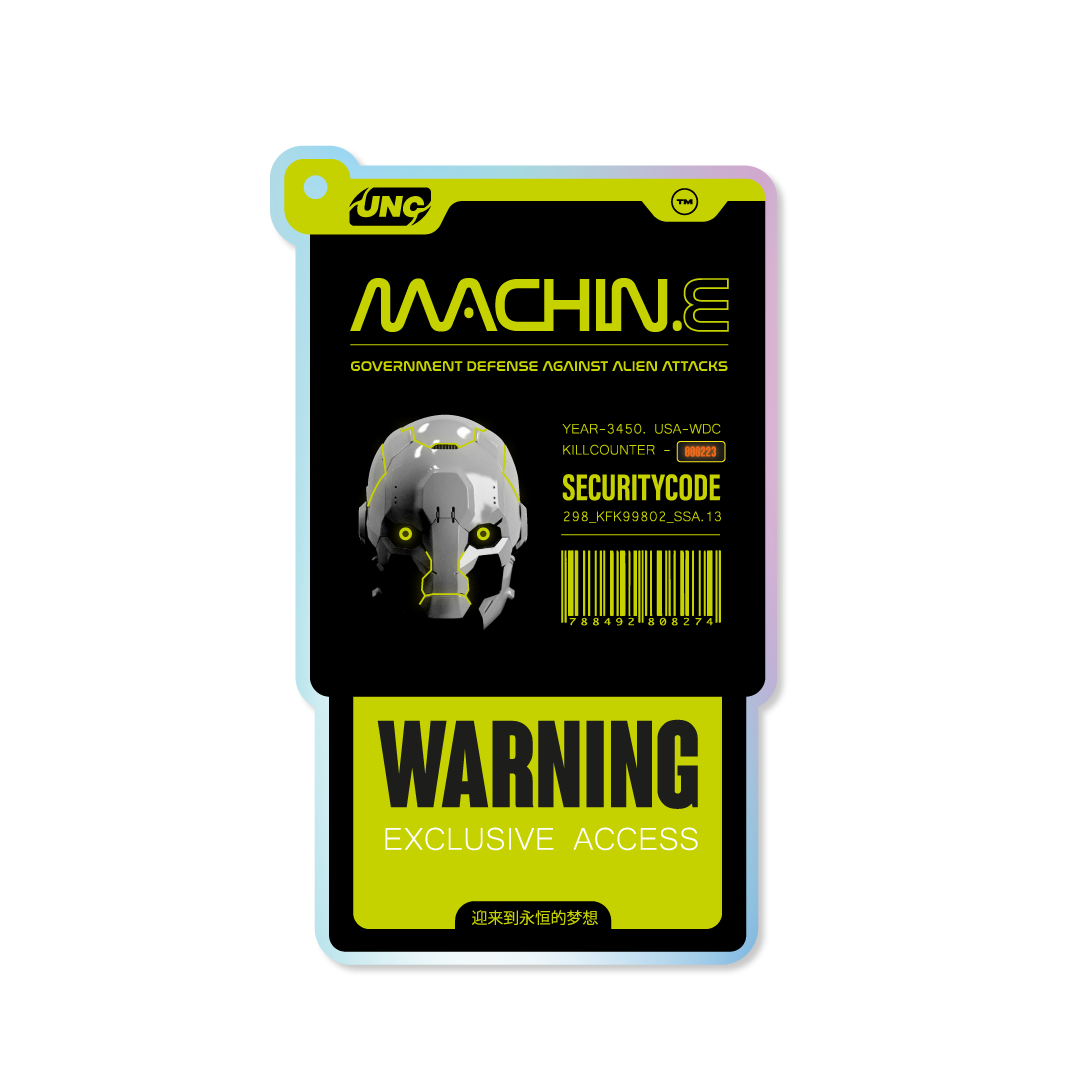 UNC
TM
MACHIN.E
GOVERNMENT DEFENSE AGAINST ALIEN ATTACKS
YEAR-3450. USA-WDC
KILLCOUNTER - 000223
SECURITYCODE
298_KFK99802_SSA.13
788492 808274
WARNING
EXCLUSIVE ACCESS
迎来到永恒的梦想